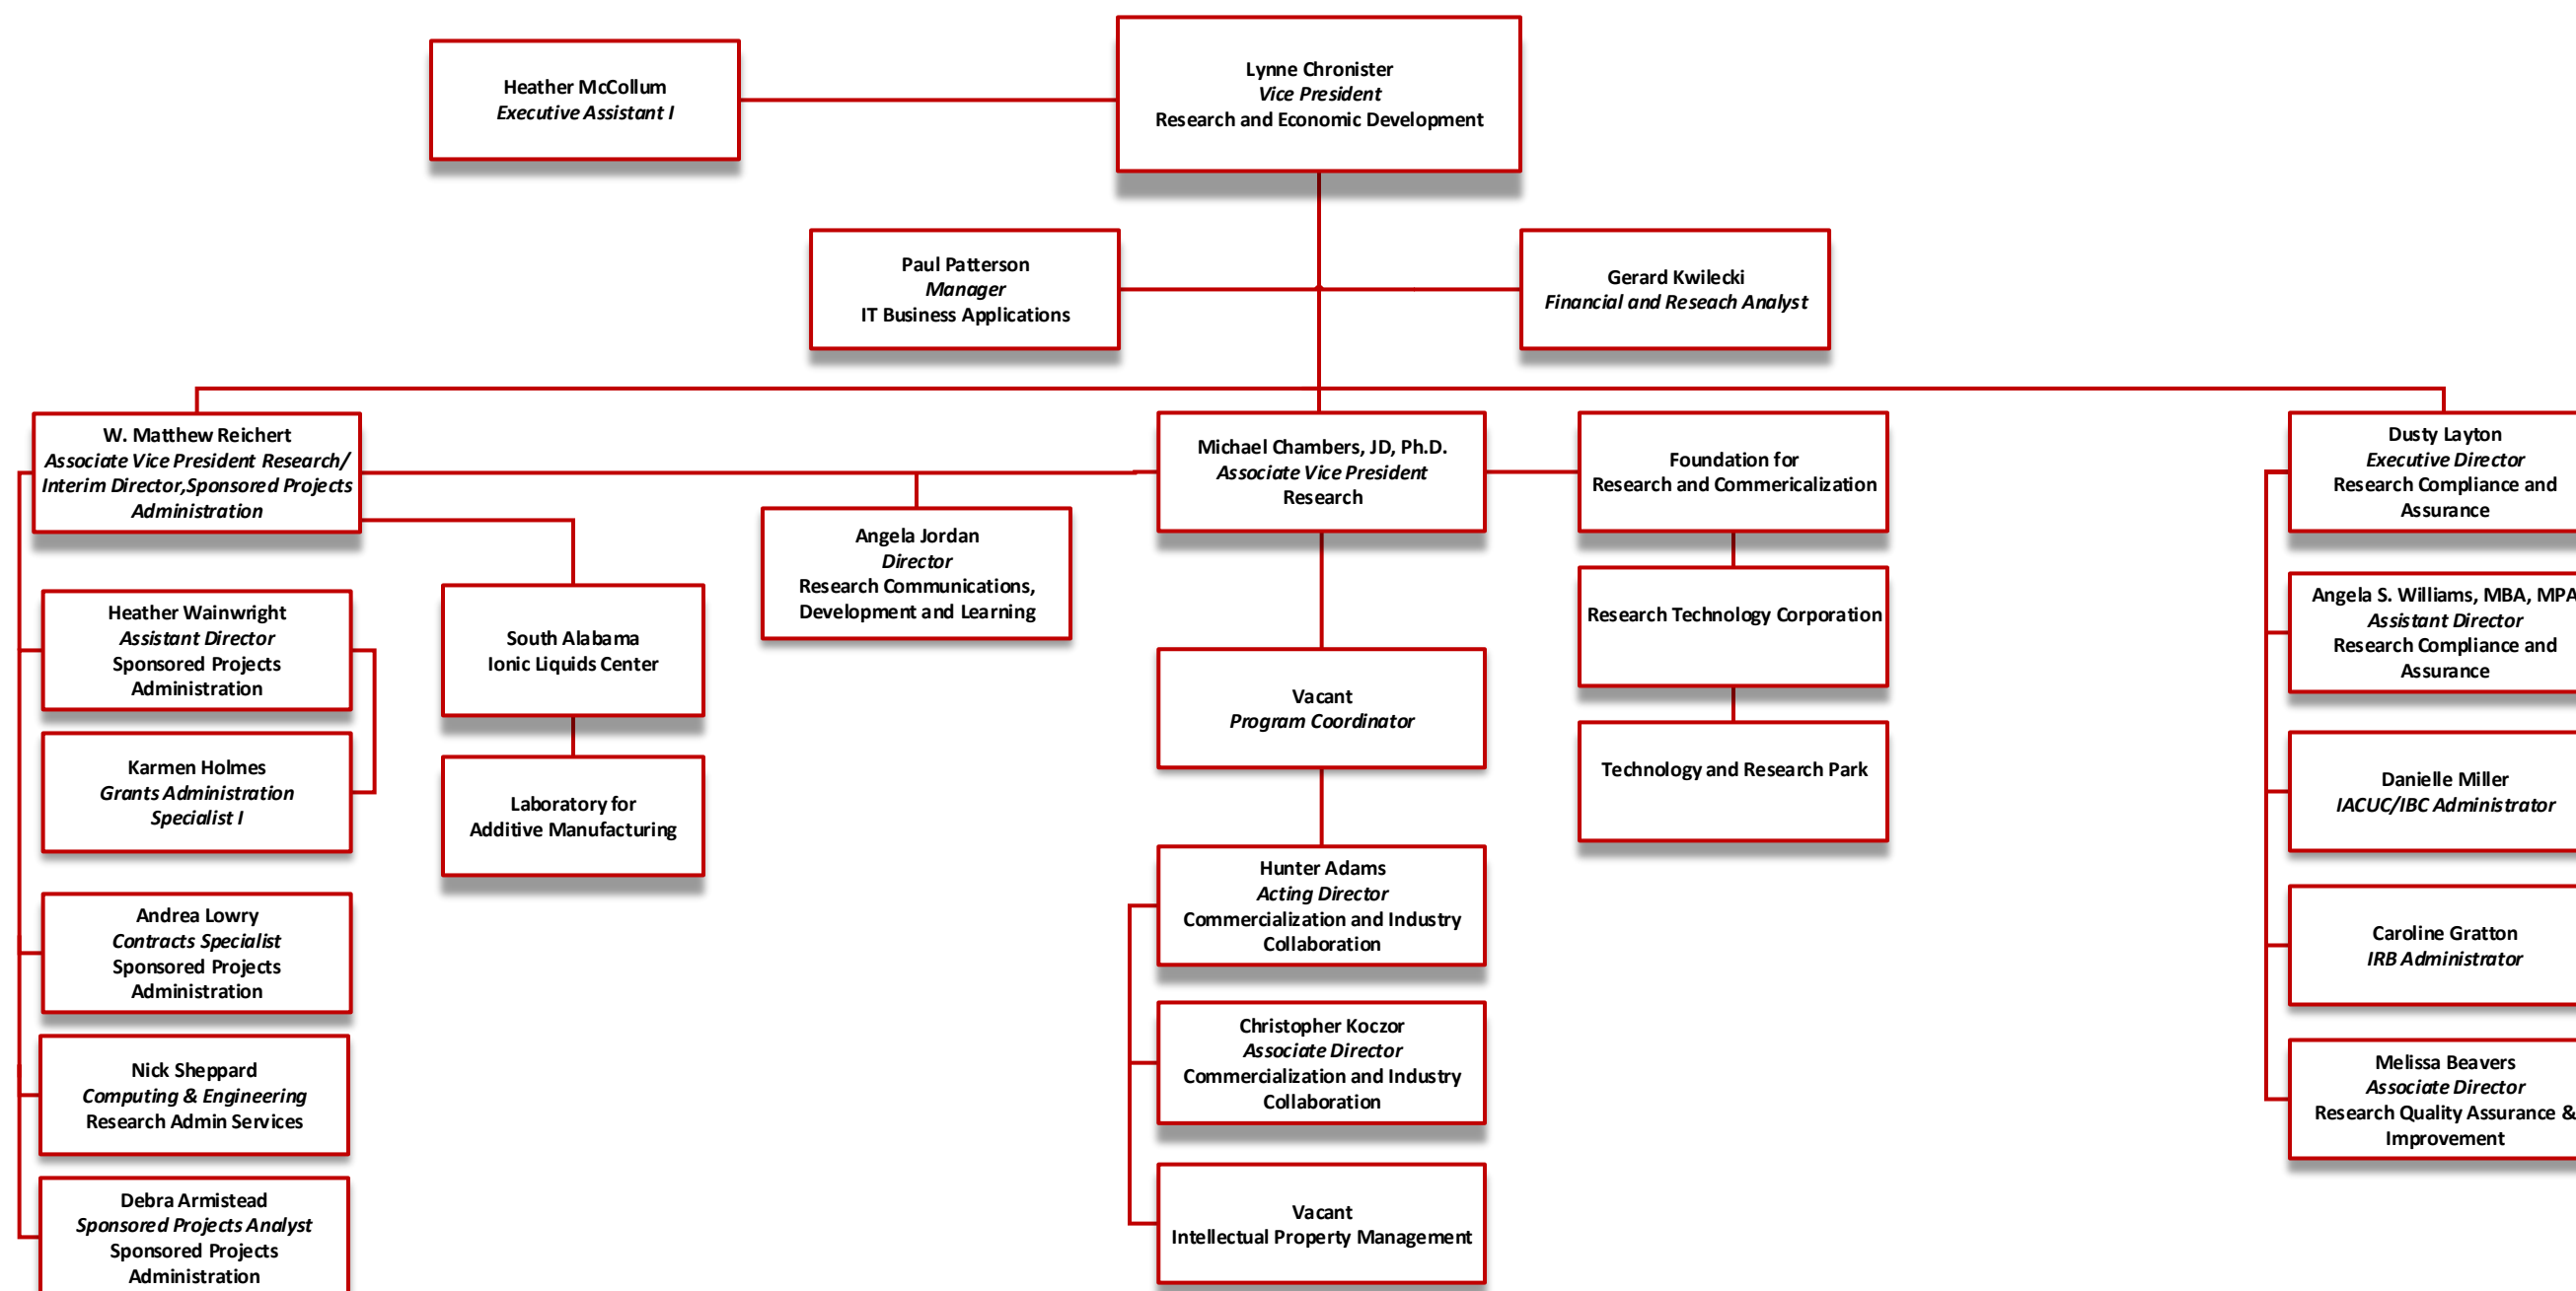 Heather McCollum
Executive Assistant I
Lynne Chronister
Vice President
Research and Economic Development
Paul Patterson
Manager
IT Business Applications
Gerard Kwilecki
Financial and Reseach Analyst
W. Matthew Reichert
Associate Vice President Research/
Interim Director,Sponsored Projects
Administration
Michael Chambers, JD, Ph.D.
Associate Vice President
Research
Foundation for
Research and Commericalization
Dusty Layton
Executive Director
Research Compliance and
Assurance
Angela Jordan
Director
Research Communications,
Development and Learning
Heather Wainwright
Assistant Director
Sponsored Projects
Administration
South Alabama
Ionic Liquids Center
Research Technology Corporation
Angela S. Williams, MBA, MPA
Assistant Director
Research Compliance and
Assurance
Vacant
Program Coordinator
Karmen Holmes
Grants Administration
Specialist I
Laboratory for
Additive Manufacturing
Technology and Research Park
Danielle Miller
IACUC/IBC Administrator
Andrea Lowry
Contracts Specialist
Sponsored Projects
Administration
Hunter Adams
Acting Director
Commercialization and Industry
Collaboration
Caroline Gratton
IRB Administrator
Nick Sheppard
Computing & Engineering
Research Admin Services
Christopher Koczor
Associate Director
Commercialization and Industry
Collaboration
Melissa Beavers
Associate Director
Research Quality Assurance &
Improvement
Debra Armistead
Sponsored Projects Analyst
Sponsored Projects
Administration
Vacant
Intellectual Property Management